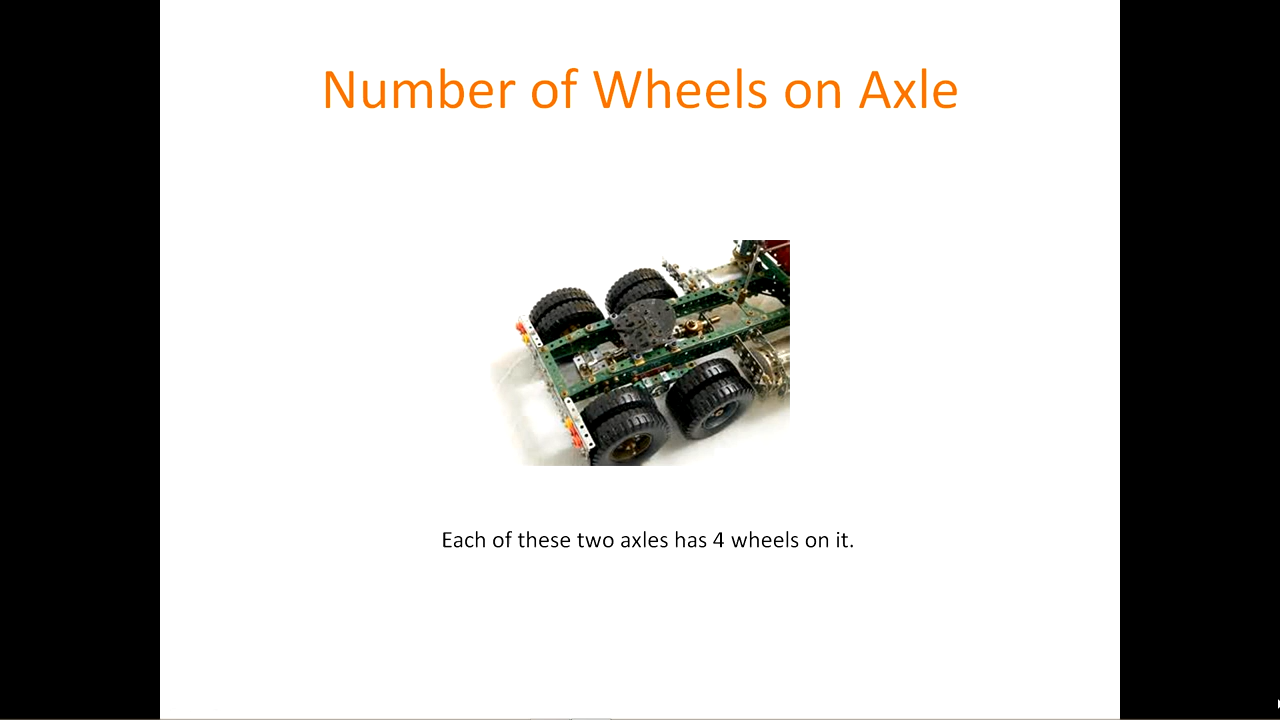 Number of Wheels on Axle
Each of these two axles has 4 wheels on it.